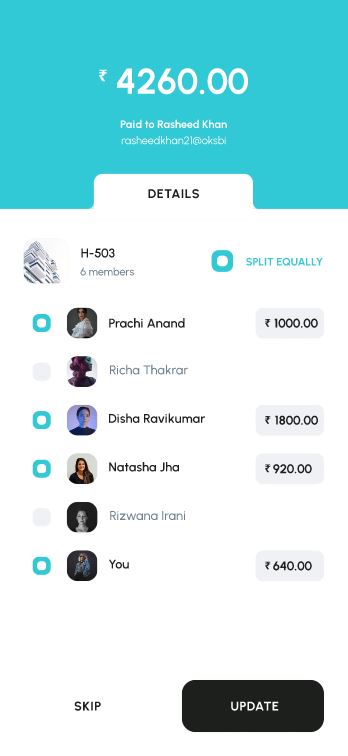 ₹ 4260.00
Paid to Rasheed Khan
rasheedkhan21@oksbi
DETAILS
H-503
6 members
SPLIT EQUALLY
Prachi Anand ₹ 1000.00
Richa Thakrar
Disha Ravikumar ₹ 1800.00
Natasha Jha ₹ 920.00
Rizwana Irani
You ₹ 640.00
SKIP UPDATE